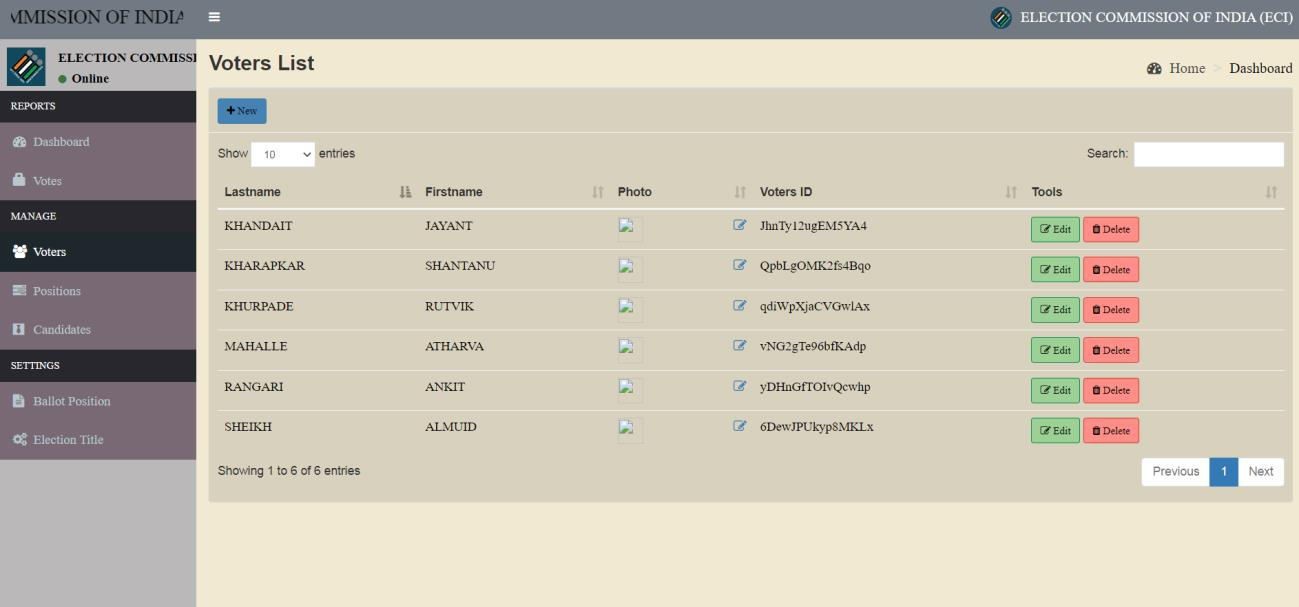 MMISSION OF INDIA
ELECTION COMMISSION OF INDIA (ECI)
ELECTION COMMISSI
Online
Voters List
Home > Dashboard
REPORTS
Dashboard
Votes
MANAGE
Voters
Positions
Candidates
SETTINGS
Ballot Position
Election Title
New
Show 10 entries Search:
Lastname Firstname Photo Voters ID Tools
KHANDAIT JAYANT JhnTy12ugEM5YA4 Edit Delete
KHARAPKAR SHANTANU QpbLgOMK2fs4Bqo Edit Delete
KHURPADE RUTVIK qdiWpXjaCVGwlAx Edit Delete
MAHALLE ATHARVA vNG2gTe96bfKAdp Edit Delete
RANGARI ANKIT yDHnGfTOIvQcwhp Edit Delete
SHEIKH ALMUID 6DewJPUkyp8MKLx Edit Delete
Showing 1 to 6 of 6 entries Previous 1 Next